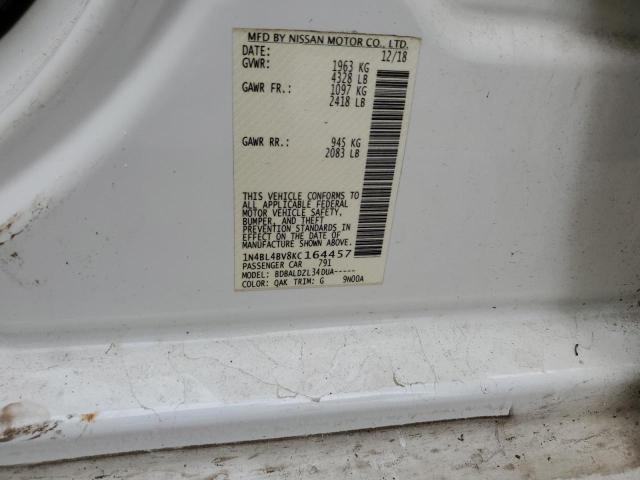 MFD BY NISSAN MOTOR CO., LTD.
DATE: 12/18
GVWR: 1963 KG
4328 LB
GAWR FR.: 1097 KG
2418 LB
GAWR RR.: 945 KG
2083 LB
THIS VEHICLE CONFORMS TO
ALL APPLICABLE FEDERAL
MOTOR VEHICLE SAFETY,
BUMPER, AND THEFT
PREVENTION STANDARDS IN
EFFECT ON THE DATE OF
MANUFACTURE SHOWN ABOVE.
1N4BL4BV8KC164457
PASSENGER CAR 791
MODEL: BDBALDZL34DUA-----
COLOR: QAK TRIM: G 9N00A